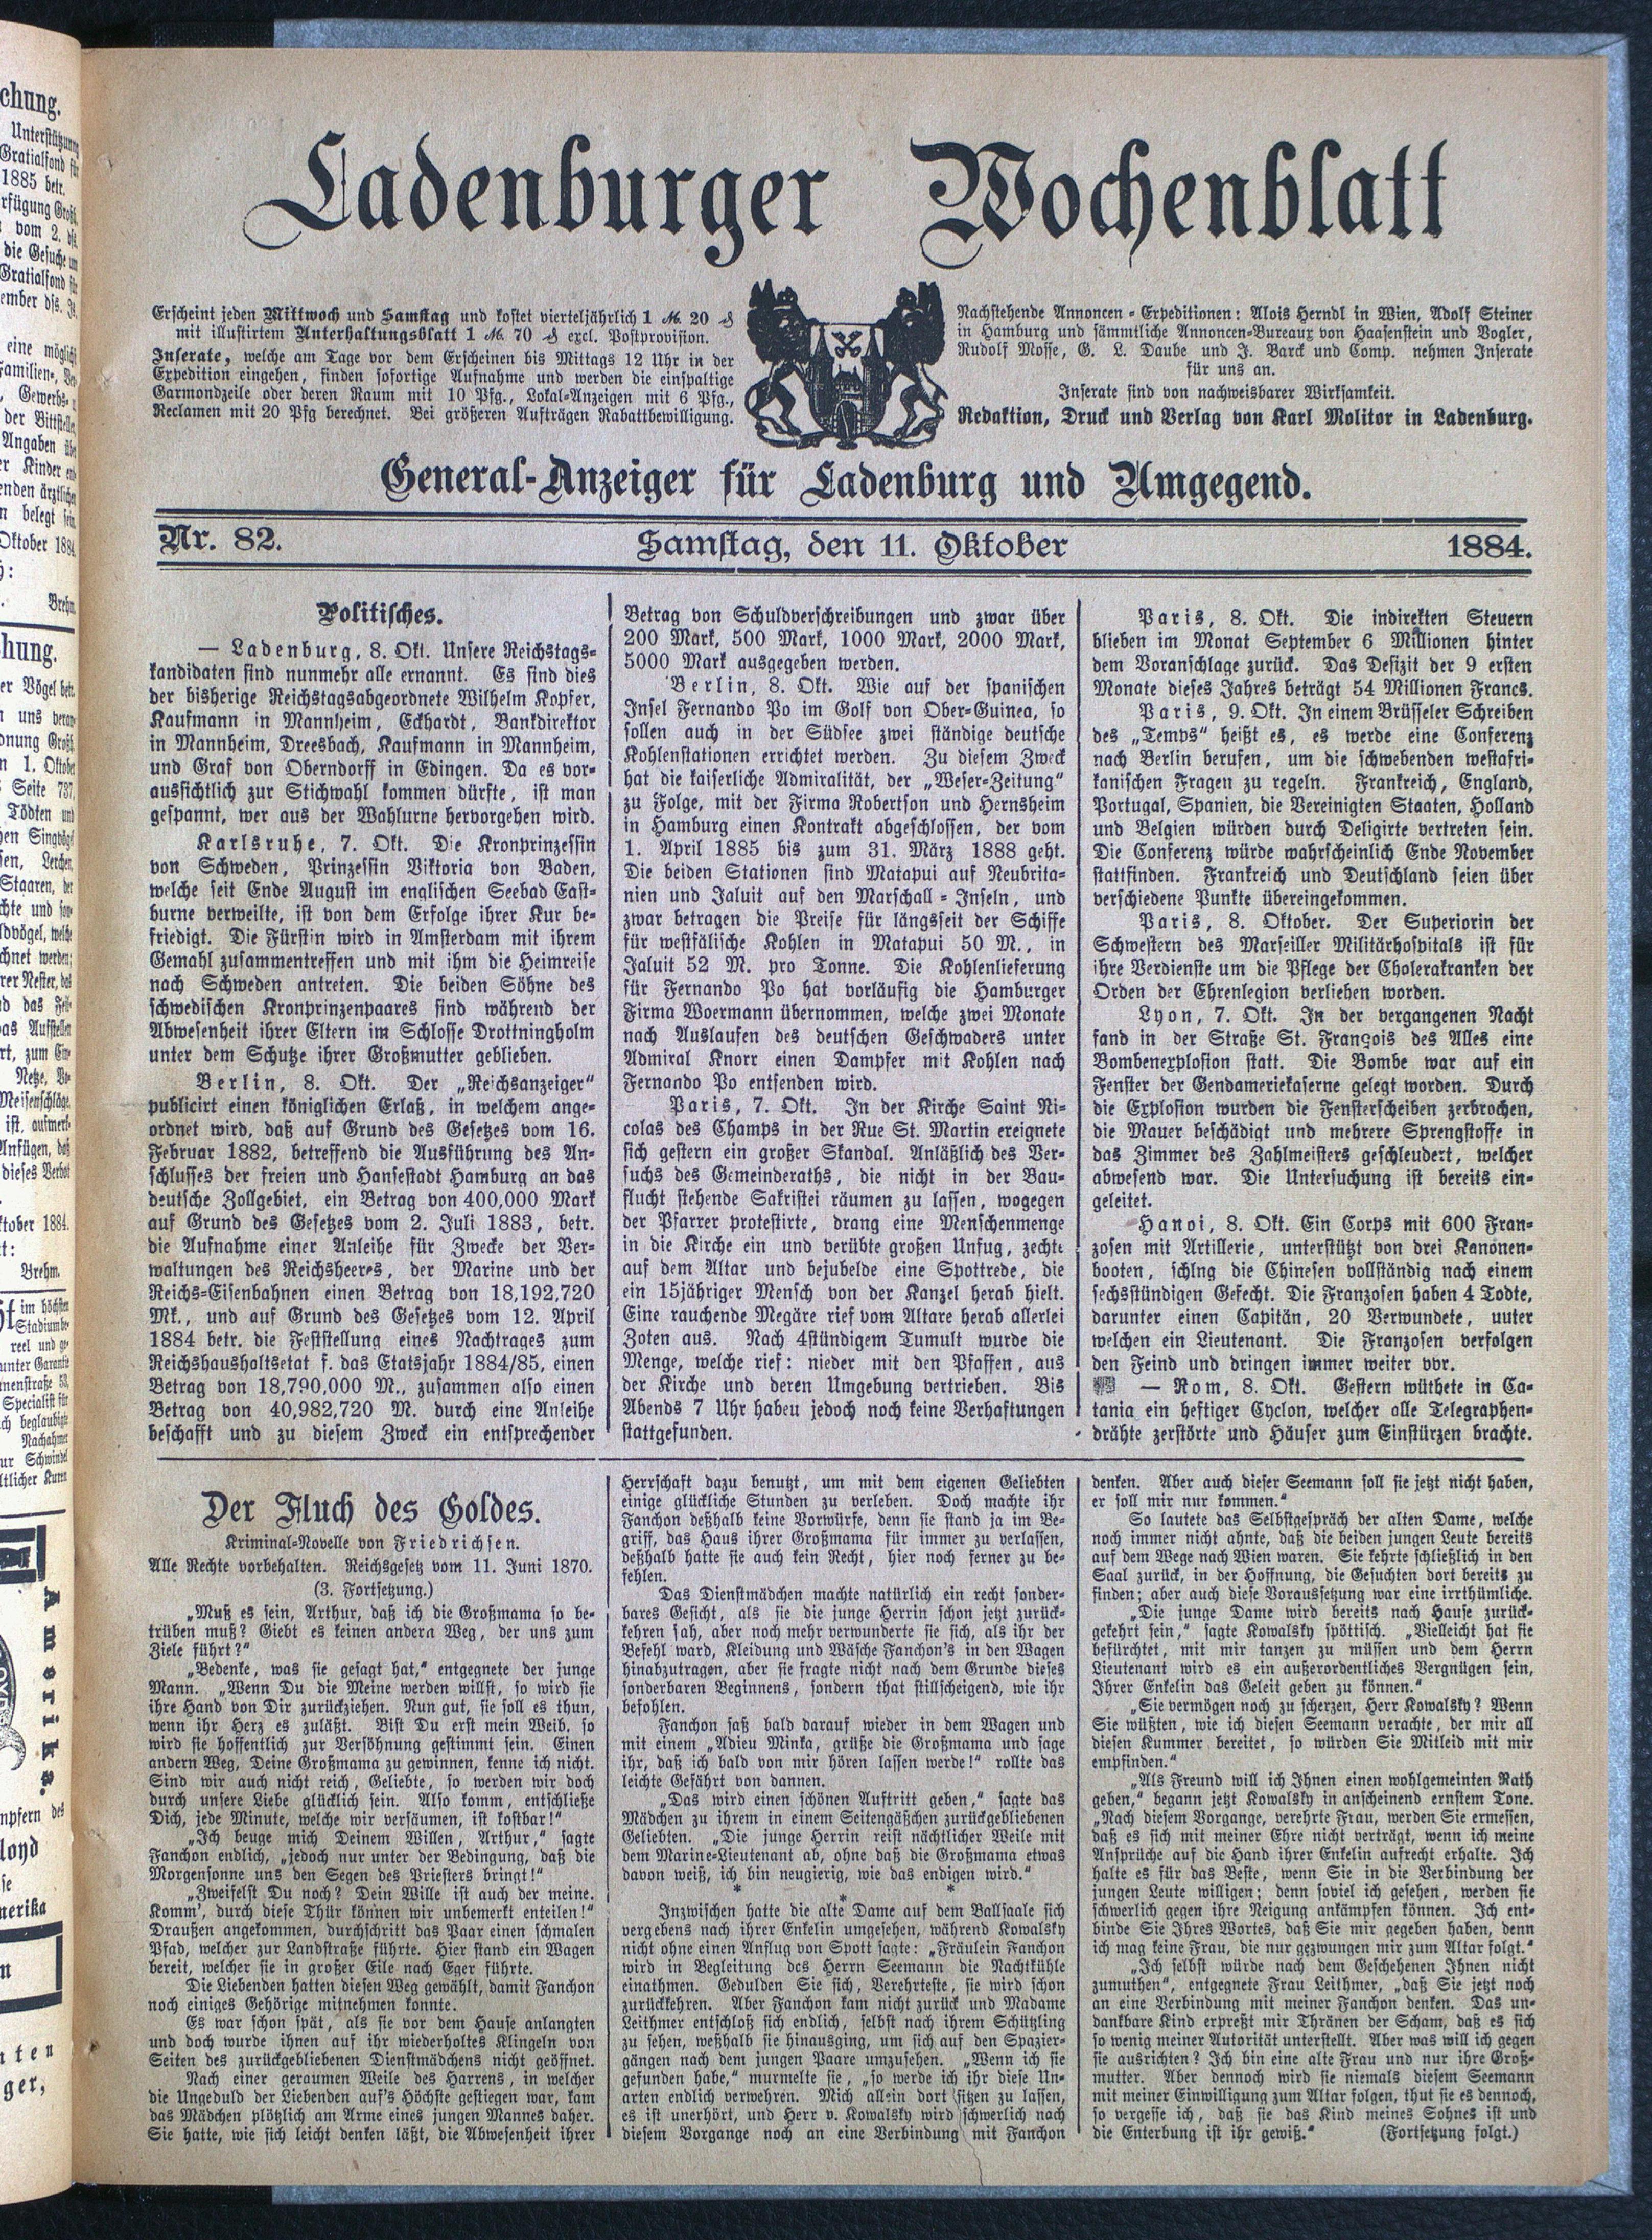 Ladenburger Wochenblatt
Erscheint jeden Mittwoch und Samstag und kostet vierteljährlich 1 M. 20 ₰
mit illustirtem Unterhaltungsblatt 1 M. 70 ₰ excl. Postprovision.
Inserate, welche am Tage vor dem Erscheinen bis Mittags 12 Uhr in der
Expedition eingehen, finden sofortige Aufnahme und werden die einspaltige
Garmondzeile oder deren Raum mit 10 Pfg., Lokal-Anzeigen mit 6 Pfg.,
Reclamen mit 20 Pfg berechnet. Bei größeren Aufträgen Rabattbewilligung.
Nachstehende Annoncen-Expeditionen: Alois Herndl in Wien, Adolf Steiner
in Hamburg und sämmtliche Annoncen-Bureaux von Haasenstein und Vogler,
Rudolf Mosse, G. L. Daube und J. Barck und Comp. nehmen Inserate
für uns an.
Inserate sind von nachweisbarer Wirksamkeit.
Redaktion, Druck und Verlag von Karl Molitor in Ladenburg.
General-Anzeiger für Ladenburg und Umgegend.
Nr. 82. Samstag, den 11. Oktober 1884.
Politisches.
— Ladenburg, 8. Okt. Unsere Reichstags-
kandidaten sind nunmehr alle ernannt. Es sind dies
der bisherige Reichstagsabgeordnete Wilhelm Kopfer,
Kaufmann in Mannheim, Eckhardt, Bankdirektor
in Mannheim, Dreesbach, Kaufmann in Mannheim,
und Graf von Oberndorff in Edingen. Da es vor-
aussichtlich zur Stichwahl kommen dürfte, ist man
gespannt, wer aus der Wahlurne hervorgehen wird.
Karlsruhe, 7. Okt. Die Kronprinzessin
von Schweden, Prinzessin Viktoria von Baden,
welche seit Ende August im englischen Seebad East-
burne verweilte, ist von dem Erfolge ihrer Kur be-
friedigt. Die Fürstin wird in Amsterdam mit ihrem
Gemahl zusammentreffen und mit ihm die Heimreise
nach Schweden antreten. Die beiden Söhne des
schwedischen Kronprinzenpaares sind während der
Abwesenheit ihrer Eltern im Schlosse Drottningholm
unter dem Schutze ihrer Großmutter geblieben.
Berlin, 8. Okt. Der „Reichsanzeiger“
publicirt einen königlichen Erlaß, in welchem ange-
ordnet wird, daß auf Grund des Gesetzes vom 16.
Februar 1882, betreffend die Ausführung des An-
schlusses der freien und Hansestadt Hamburg an das
deutsche Zollgebiet, ein Betrag von 400,000 Mark
auf Grund des Gesetzes vom 2. Juli 1883, betr.
die Aufnahme einer Anleihe für Zwecke der Ver-
waltungen des Reichsheeres, der Marine und der
Reichs-Eisenbahnen einen Betrag von 18,192,720
Mk., und auf Grund des Gesetzes vom 12. April
1884 betr. die Feststellung eines Nachtrages zum
Reichshaushaltsetat f. das Etatsjahr 1884/85, einen
Betrag von 18,790,000 M., zusammen also einen
Betrag von 40,982,720 M. durch eine Anleihe
beschafft und zu diesem Zweck ein entsprechender
Betrag von Schuldverschreibungen und zwar über
200 Mark, 500 Mark, 1000 Mark, 2000 Mark,
5000 Mark ausgegeben werden.
Berlin, 8. Okt. Wie auf der spanischen
Insel Fernando Po im Golf von Ober-Guinea, so
sollen auch in der Südsee zwei ständige deutsche
Kohlenstationen errichtet werden. Zu diesem Zweck
hat die kaiserliche Admiralität, der „Weser-Zeitung“
zu Folge, mit der Firma Robertson und Hernsheim
in Hamburg einen Kontrakt abgeschlossen, der vom
1. April 1885 bis zum 31. März 1888 geht.
Die beiden Stationen sind Matapui auf Neubrita-
nien und Jaluit auf den Marschall-Inseln, und
zwar betragen die Preise für längsseit der Schiffe
für westfälische Kohlen in Matapui 50 M., in
Jaluit 52 M. pro Tonne. Die Kohlenlieferung
für Fernando Po hat vorläufig die Hamburger
Firma Woermann übernommen, welche zwei Monate
nach Auslaufen des deutschen Geschwaders unter
Admiral Knorr einen Dampfer mit Kohlen nach
Fernando Po entsenden wird.
Paris, 7. Okt. In der Kirche Saint Ni-
colas des Champs in der Rue St. Martin ereignete
sich gestern ein großer Skandal. Anläßlich des Ver-
suchs des Gemeinderaths, die nicht in der Bau-
flucht stehende Sakristei räumen zu lassen, wogegen
der Pfarrer protestirte, drang eine Menschenmenge
in die Kirche ein und verübte großen Unfug, zechte
auf dem Altar und bejubelde eine Spottrede, die
ein 15jähriger Mensch von der Kanzel herab hielt.
Eine rauchende Megäre rief vom Altare herab allerlei
Zoten aus. Nach 4stündigem Tumult wurde die
Menge, welche rief: nieder mit den Pfaffen, aus
der Kirche und deren Umgebung vertrieben. Bis
Abends 7 Uhr habeu jedoch noch keine Verhaftungen
stattgefunden.
Paris, 8. Okt. Die indirekten Steuern
blieben im Monat September 6 Millionen hinter
dem Voranschlage zurück. Das Defizit der 9 ersten
Monate dieses Jahres beträgt 54 Millionen Francs.
Paris, 9. Okt. In einem Brüsseler Schreiben
des „Temps“ heißt es, es werde eine Conferenz
nach Berlin berufen, um die schwebenden westafri-
kanischen Fragen zu regeln. Frankreich, England,
Portugal, Spanien, die Vereinigten Staaten, Holland
und Belgien würden durch Deligirte vertreten sein.
Die Conferenz würde wahrscheinlich Ende November
stattfinden. Frankreich und Deutschland seien über
verschiedene Punkte übereingekommen.
Paris, 8. Oktober. Der Superiorin der
Schwestern des Marseiller Militärhospitals ist für
ihre Verdienste um die Pflege der Cholerakranken der
Orden der Ehrenlegion verliehen worden.
Lyon, 7. Okt. In der vergangenen Nacht
fand in der Straße St. François des Alles eine
Bombenexplosion statt. Die Bombe war auf ein
Fenster der Gendameriekaserne gelegt worden. Durch
die Explosion wurden die Fensterscheiben zerbrochen,
die Mauer beschädigt und mehrere Sprengstoffe in
das Zimmer des Zahlmeisters geschleudert, welcher
abwesend war. Die Untersuchung ist bereits ein-
geleitet.
Hanoi, 8. Okt. Ein Corps mit 600 Fran-
zosen mit Artillerie, unterstützt von drei Kanonen-
booten, schlng die Chinesen vollständig nach einem
sechsstündigen Gefecht. Die Franzosen haben 4 Todte,
darunter einen Capitän, 20 Verwundete, uuter
welchen ein Lieutenant. Die Franzosen verfolgen
den Feind und dringen immer weiter vor.
— Rom, 8. Okt. Gestern wüthete in Ca-
tania ein heftiger Cyclon, welcher alle Telegraphen-
drähte zerstörte und Häuser zum Einstürzen brachte.
Der Fluch des Goldes.
Kriminal-Novelle von Friedrichsen.
Alle Rechte vorbehalten. Reichsgesetz vom 11. Juni 1870.
(3. Fortsetzung.)
„Muß es sein, Arthur, daß ich die Großmama so be-
trüben muß? Giebt es keinen andern Weg, der uns zum
Ziele führt?“
„Bedenke, was sie gesagt hat,“ entgegnete der junge
Mann. „Wenn Du die Meine werden willst, so wird sie
ihre Hand von Dir zurückziehen. Nun gut, sie soll es thun,
wenn ihr Herz es zuläßt. Bist Du erst mein Weib, so
wird sie hoffentlich zur Versöhnung gestimmt sein. Einen
andern Weg, Deine Großmama zu gewinnen, kenne ich nicht.
Sind wir auch nicht reich, Geliebte, so werden wir doch
durch unsere Liebe glücklich sein. Also komm, entschließe
Dich, jede Minute, welche wir versäumen, ist kostbar!“
„Ich beuge mich Deinem Willen, Arthur,“ sagte
Fanchon endlich, „jedoch nur unter der Bedingung, daß die
Morgensonne uns den Segen des Priesters bringt!“
„Zweifelst Du noch? Dein Wille ist auch der meine.
Komm', durch diese Thür können wir unbemerkt enteilen!“
Draußen angekommen, durchschritt das Paar einen schmalen
Pfad, welcher zur Landstraße führte. Hier stand ein Wagen
bereit, welcher sie in großer Eile nach Eger führte.
Die Liebenden hatten diesen Weg gewählt, damit Fanchon
noch einiges Gehörige mitnehmen konnte.
Es war schon spät, als sie vor dem Hause anlangten
und doch wurde ihnen auf ihr wiederholtes Klingeln von
Seiten des zurückgebliebenen Dienstmädchens nicht geöffnet.
Nach einer geraumen Weile des Harrens, in welcher
die Ungeduld der Liebenden auf's Höchste gestiegen war, kam
das Mädchen plötzlich am Arme eines jungen Mannes daher.
Sie hatte, wie sich leicht denken läßt, die Abwesenheit ihrer
Herrschaft dazu benutzt, um mit dem eigenen Geliebten
einige glückliche Stunden zu verleben. Doch machte ihr
Fanchon deßhalb keine Vorwürfe, denn sie stand ja im Be-
griff, das Haus ihrer Großmama für immer zu verlassen,
deßhalb hatte sie auch kein Recht, hier noch ferner zu be-
fehlen.
Das Dienstmädchen machte natürlich ein recht sonder-
bares Gesicht, als sie die junge Herrin schon jetzt zurück-
kehren sah, aber noch mehr verwunderte sie sich, als ihr der
Befehl ward, Kleidung und Wäsche Fanchon's in den Wagen
hinabzutragen, aber sie fragte nicht nach dem Grunde dieses
sonderbaren Beginnens, sondern that stillscheigend, wie ihr
befohlen.
Fanchon saß bald darauf wieder in dem Wagen und
mit einem „Adieu Minka, grüße die Großmama und sage
ihr, daß ich bald von mir hören lassen werde!“ rollte das
leichte Gefährt von dannen.
„Das wird einen schönen Auftritt geben,“ sagte das
Mädchen zu ihrem in einem Seitengäßchen zurückgebliebenen
Geliebten. „Die junge Herrin reist nächtlicher Weile mit
dem Marine-Lieutenant ab, ohne daß die Großmama etwas
davon weiß, ich bin neugierig, wie das endigen wird.“
* * *
Inzwischen hatte die alte Dame auf dem Ballsaale sich
vergebens nach ihrer Enkelin umgesehen, während Kowalsky
nicht ohne einen Anflug von Spott sagte: „Fräulein Fanchon
wird in Begleitung des Herrn Seemann die Nachtkühle
einathmen. Gedulden Sie sich, Verehrteste, sie wird schon
zurückkehren. Aber Fanchon kam nicht zurück und Madame
Leithmer entschloß sich endlich, selbst nach ihrem Schützling
zu sehen, weßhalb sie hinausging, um sich auf den Spazier-
gängen nach dem jungen Paare umzusehen. „Wenn ich sie
gefunden habe,“ murmelte sie, „so werde ich ihr diese Un-
arten endlich verwehren. Mich allein dort sitzen zu lassen,
es ist unerhört, und Herr v. Kowalsky wird schwerlich nach
diesem Vorgange noch an eine Verbindung mit Fanchon
denken. Aber auch dieser Seemann soll sie jetzt nicht haben,
er soll mir nur kommen.“
So lautete das Selbstgespräch der alten Dame, welche
noch immer nicht ahnte, daß die beiden jungen Leute bereits
auf dem Wege nach Wien waren. Sie kehrte schließlich in den
Saal zurück, in der Hoffnung, die Gesuchten dort bereits zu
finden; aber auch diese Voraussetzung war eine irrthümliche.
„Die junge Dame wird bereits nach Hause zurück-
gekehrt sein,“ sagte Kowalsky spöttisch. „Vielleicht hat sie
befürchtet, mit mir tanzen zu müssen und dem Herrn
Lieutenant wird es ein außerordentliches Vergnügen sein,
Ihrer Enkelin das Geleit geben zu können.“
„Sie vermögen noch zu scherzen, Herr Kowalsky? Wenn
Sie wüßten, wie ich diesen Seemann verachte, der mir all
diesen Kummer bereitet, so würden Sie Mitleid mit mir
empfinden.“
„Als Freund will ich Ihnen einen wohlgemeinten Rath
geben,“ begann jetzt Kowalsky in anscheinend ernstem Tone.
„Nach diesem Vorgange, verehrte Frau, werden Sie ermessen,
daß es sich mit meiner Ehre nicht verträgt, wenn ich meine
Ansprüche auf die Hand ihrer Enkelin aufrecht erhalte. Ich
halte es für das Beste, wenn Sie in die Verbindung der
jungen Leute willigen; denn soviel ich gesehen, werden sie
schwerlich gegen ihre Neigung ankämpfen können. Ich ent-
binde Sie Ihres Wortes, daß Sie mir gegeben haben, denn
ich mag keine Frau, die nur gezwungen mir zum Altar folgt.“
„Ich selbst würde nach dem Geschehenen Ihnen nicht
zumuthen“, entgegnete Frau Leithmer, „daß Sie jetzt noch
an eine Verbindung mit meiner Fanchon denken. Das un-
dankbare Kind erpreßt mir Thränen der Scham, daß es sich
so wenig meiner Autorität unterstellt. Aber was will ich gegen
sie ausrichten? Ich bin eine alte Frau und nur ihre Groß-
mutter. Aber dennoch wird sie niemals diesem Seemann
mit meiner Einwilligung zum Altar folgen, thut sie es dennoch,
so vergesse ich, daß sie das Kind meines Sohnes ist und
die Enterbung ist ihr gewiß.“ (Fortsetzung folgt.)